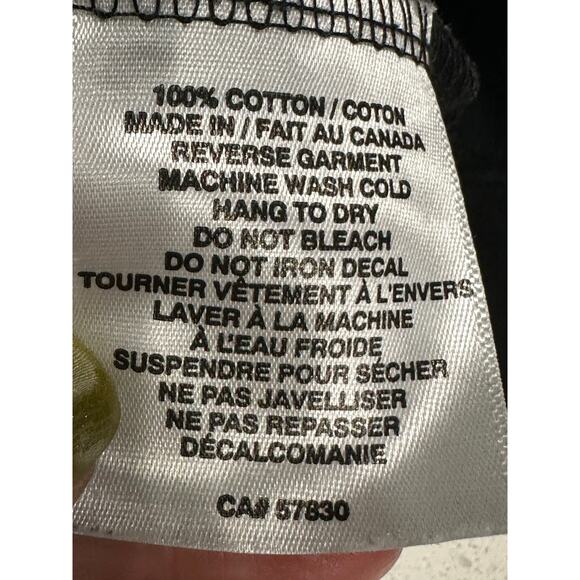 100% COTTON / COTON
MADE IN / FAIT AU CANADA
REVERSE GARMENT
MACHINE WASH COLD
HANG TO DRY
DO NOT BLEACH
DO NOT IRON DECAL
TOURNER VÊTEMENT À L'ENVERS
LAVER À LA MACHINE
À L'EAU FROIDE
SUSPENDRE POUR SÉCHER
NE PAS JAVELLISER
NE PAS REPASSER
DÉCALCOMANIE
CA# 57830